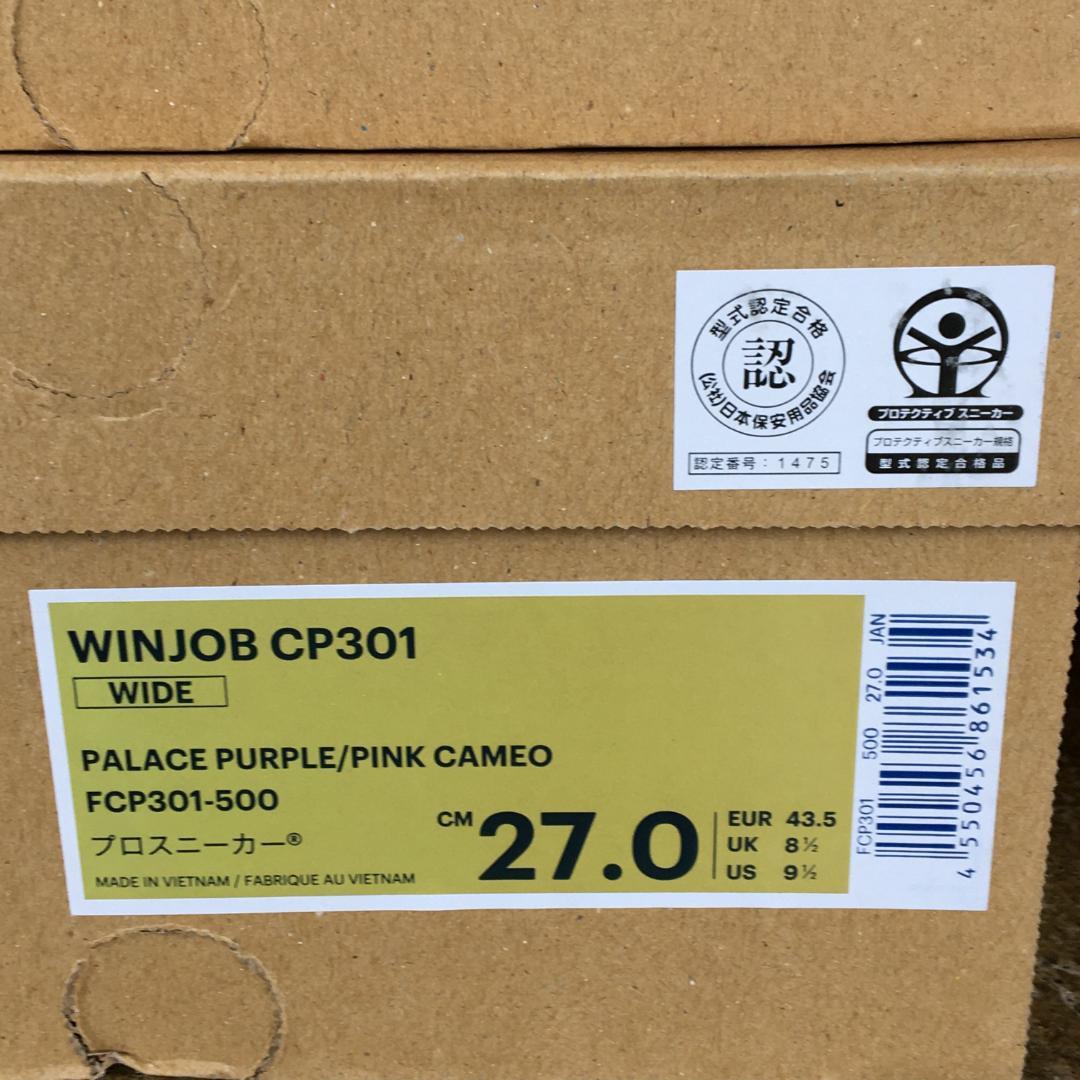 型式認定合格
認
(公社)日本保安用品協会
認定番号：1475
プロテクティブ スニーカー
プロテクティブスニーカー規格
型式認定合格品
WINJOB CP301
WIDE
PALACE PURPLE/PINK CAMEO
FCP301-500
プロスニーカー®
MADE IN VIETNAM / FABRIQUE AU VIETNAM
CM 27.0
EUR 43.5
UK 8½
US 9½
FCP301 500 27.0 JAN
4 550456 861534